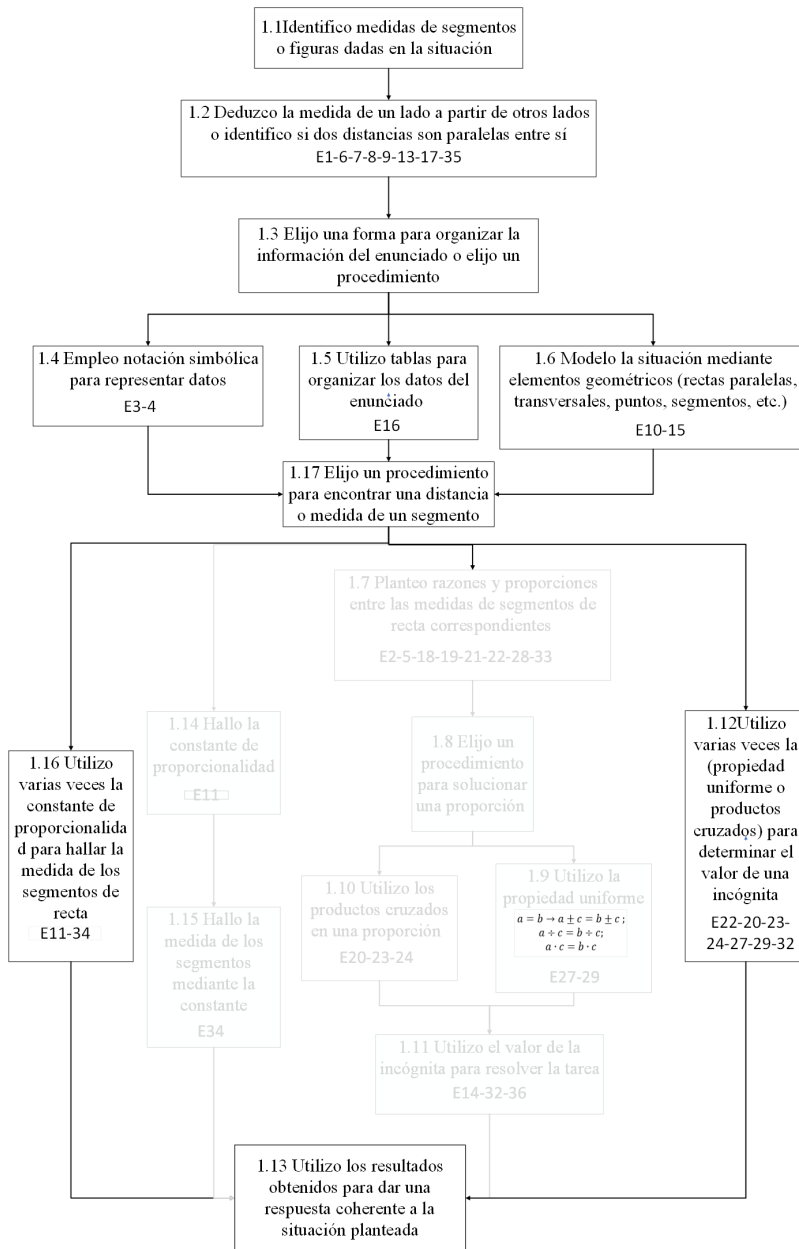 1.1Identifico medidas de segmentos
o figuras dadas en la situación
1.2 Deduzco la medida de un lado a partir de otros lados
o identifico si dos distancias son paralelas entre sí
E1-6-7-8-9-13-17-35
1.3 Elijo una forma para organizar la
información del enunciado o elijo un
procedimiento
1.4 Empleo notación simbólica
para representar datos
E3-4
1.5 Utilizo tablas para
organizar los datos del
enunciado
E16
1.6 Modelo la situación mediante
elementos geométricos (rectas paralelas,
transversales, puntos, segmentos, etc.)
E10-15
1.17 Elijo un procedimiento
para encontrar una distancia
o medida de un segmento
1.7 Planteo razones y proporciones
entre las medidas de segmentos de
recta correspondientes
E2-5-18-19-21-22-28-33
1.16 Utilizo
varias veces la
constante de
proporcionalida
d para hallar la
medida de los
segmentos de
recta
E11-34
1.14 Hallo la
constante de
proporcionalidad
E11
1.15 Hallo la
medida de los
segmentos
mediante la
constante
E34
1.8 Elijo un
procedimiento
para solucionar
una proporción
1.10 Utilizo los
productos cruzados
en una proporción
E20-23-24
1.9 Utilizo la
propiedad uniforme
a = b → a ± c = b ± c ;
a ÷ c = b ÷ c;
a · c = b · c
E27-29
1.11 Utilizo el valor de la
incógnita para resolver la tarea
E14-32-36
1.12Utilizo
varias veces la
(propiedad
uniforme o
productos
cruzados) para
determinar el
valor de una
incógnita
E22-20-23-
24-27-29-32
1.13 Utilizo los resultados
obtenidos para dar una
respuesta coherente a la
situación planteada